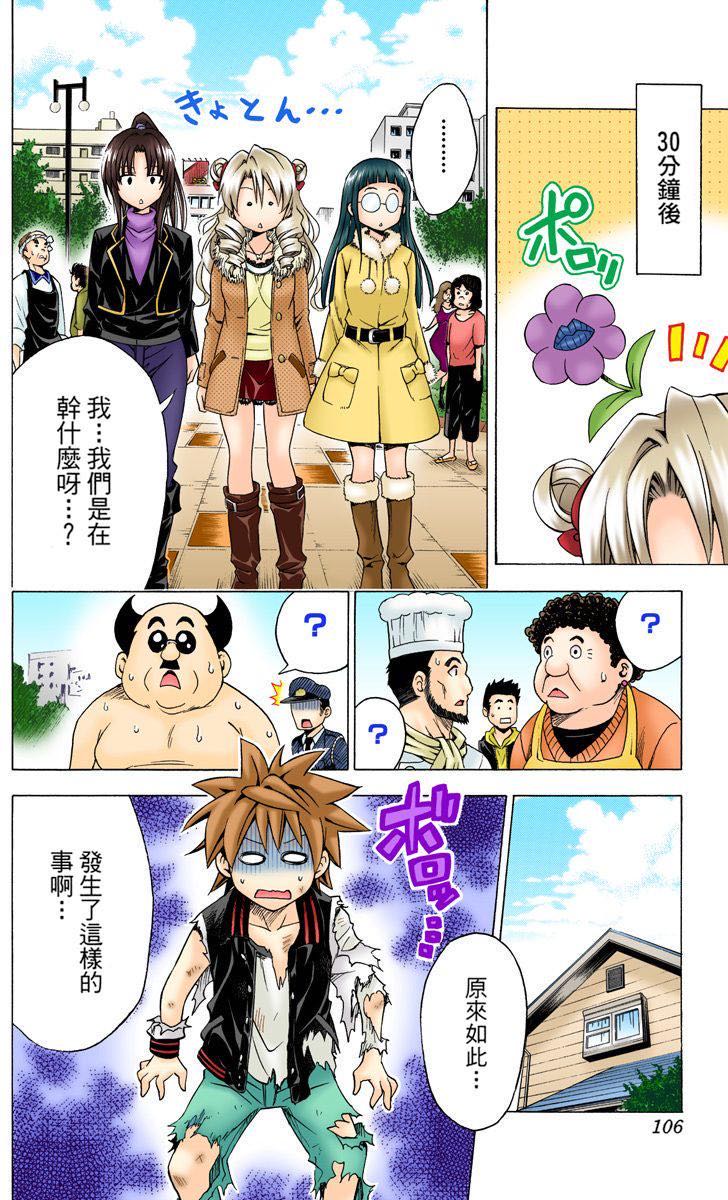 30分鐘後
ポロリ
………
きょとん…
我…我們是在
幹什麼呀…?
?
?
?
原來如此…
ボロ…
發生了這樣的
事啊…
106